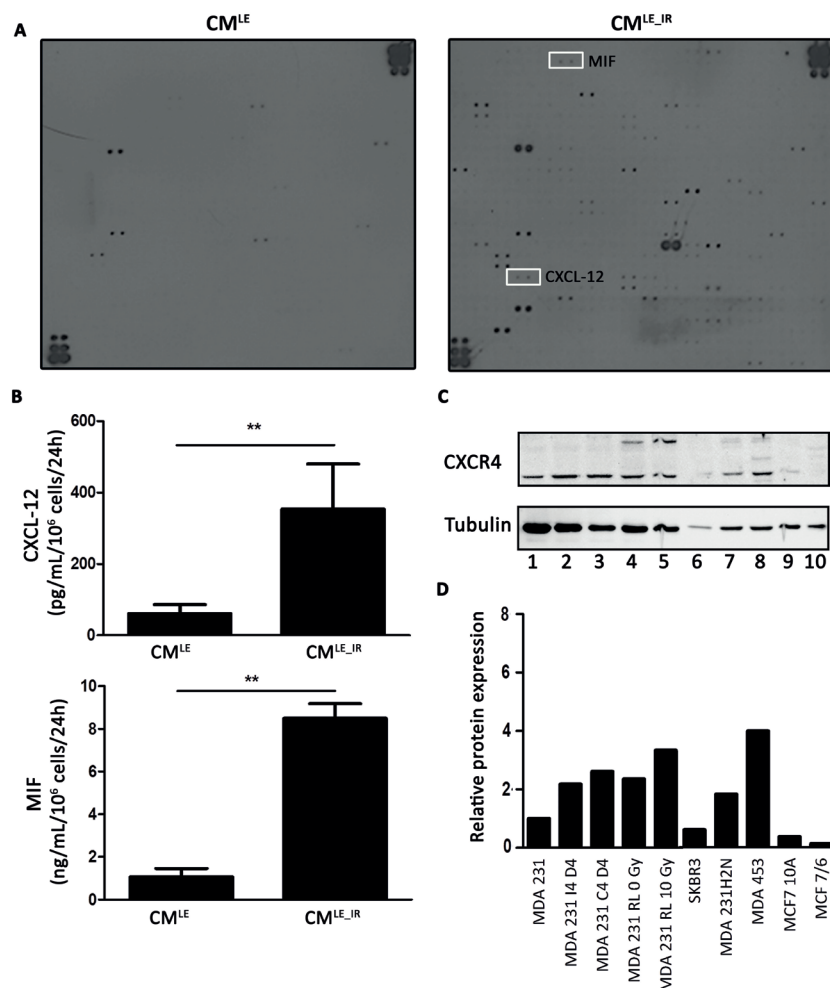 A
CM^LE
CM^LE_IR
MIF
CXCL-12
B
CXCL-12
(pg/mL/10⁶ cells/24h)
600
400
200
0
**
CM^LE
CM^LE_IR
MIF
(ng/mL/10⁶ cells/24h)
10
8
6
4
2
0
**
CM^LE
CM^LE_IR
C
CXCR4
Tubulin
1 2 3 4 5 6 7 8 9 10
D
Relative protein expression
8
6
4
2
0
MDA 231
MDA 231 I4 D4
MDA 231 C4 D4
MDA 231 RL 0 Gy
MDA 231 RL 10 Gy
SKBR3
MDA 231H2N
MDA 453
MCF7 10A
MCF 7/6